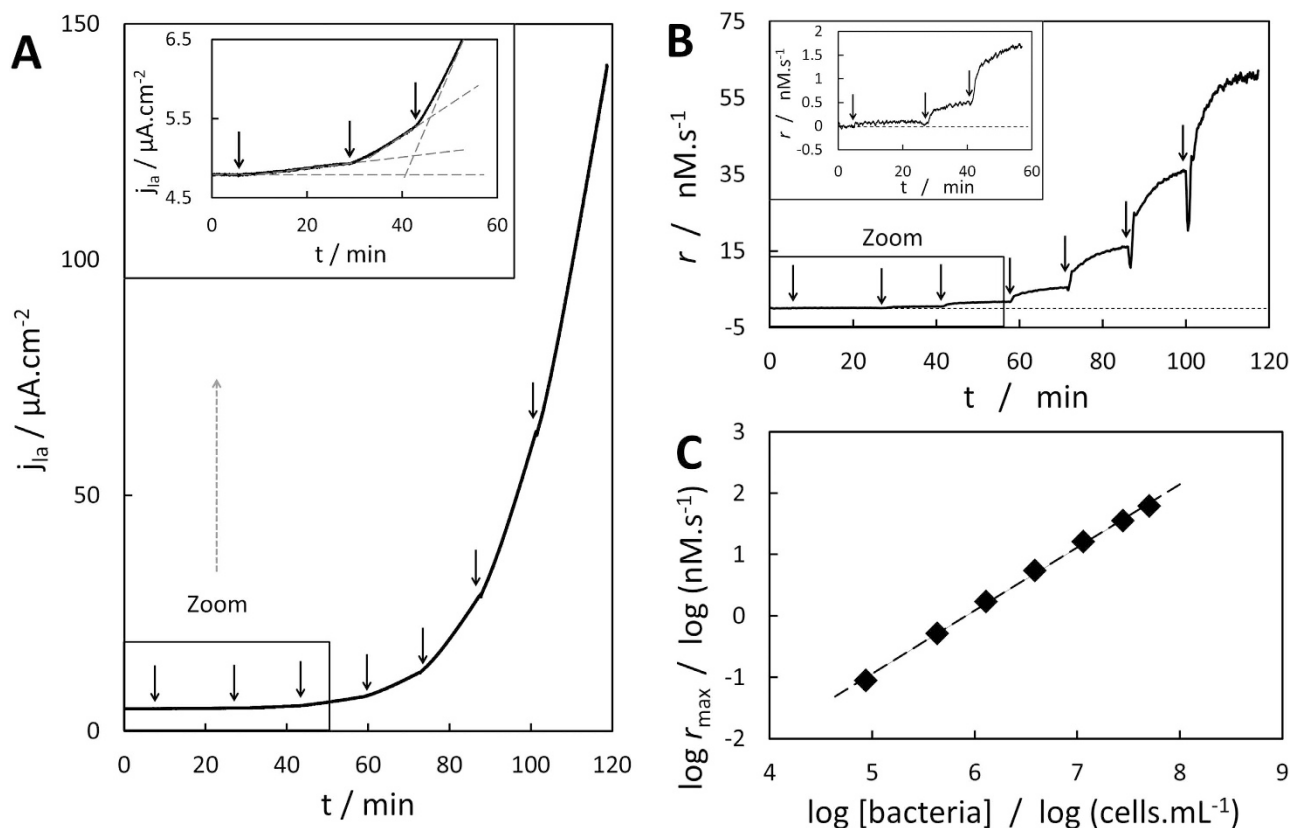 A
150
100
50
0
j_la / µA.cm⁻²
0 20 40 60 80 100 120
t / min
Zoom
6.5
5.5
4.5
j_la / µA.cm⁻²
0 20 40 60
t / min
B
75
55
35
15
-5
r / nM.s⁻¹
0 20 40 60 80 100 120
t / min
Zoom
2
1.5
1
0.5
0
-0.5
r / nM.s⁻¹
0 20 40 60
t / min
C
3
2
1
0
-1
-2
log r_max / log (nM.s⁻¹)
4 5 6 7 8 9
log [bacteria] / log (cells.mL⁻¹)